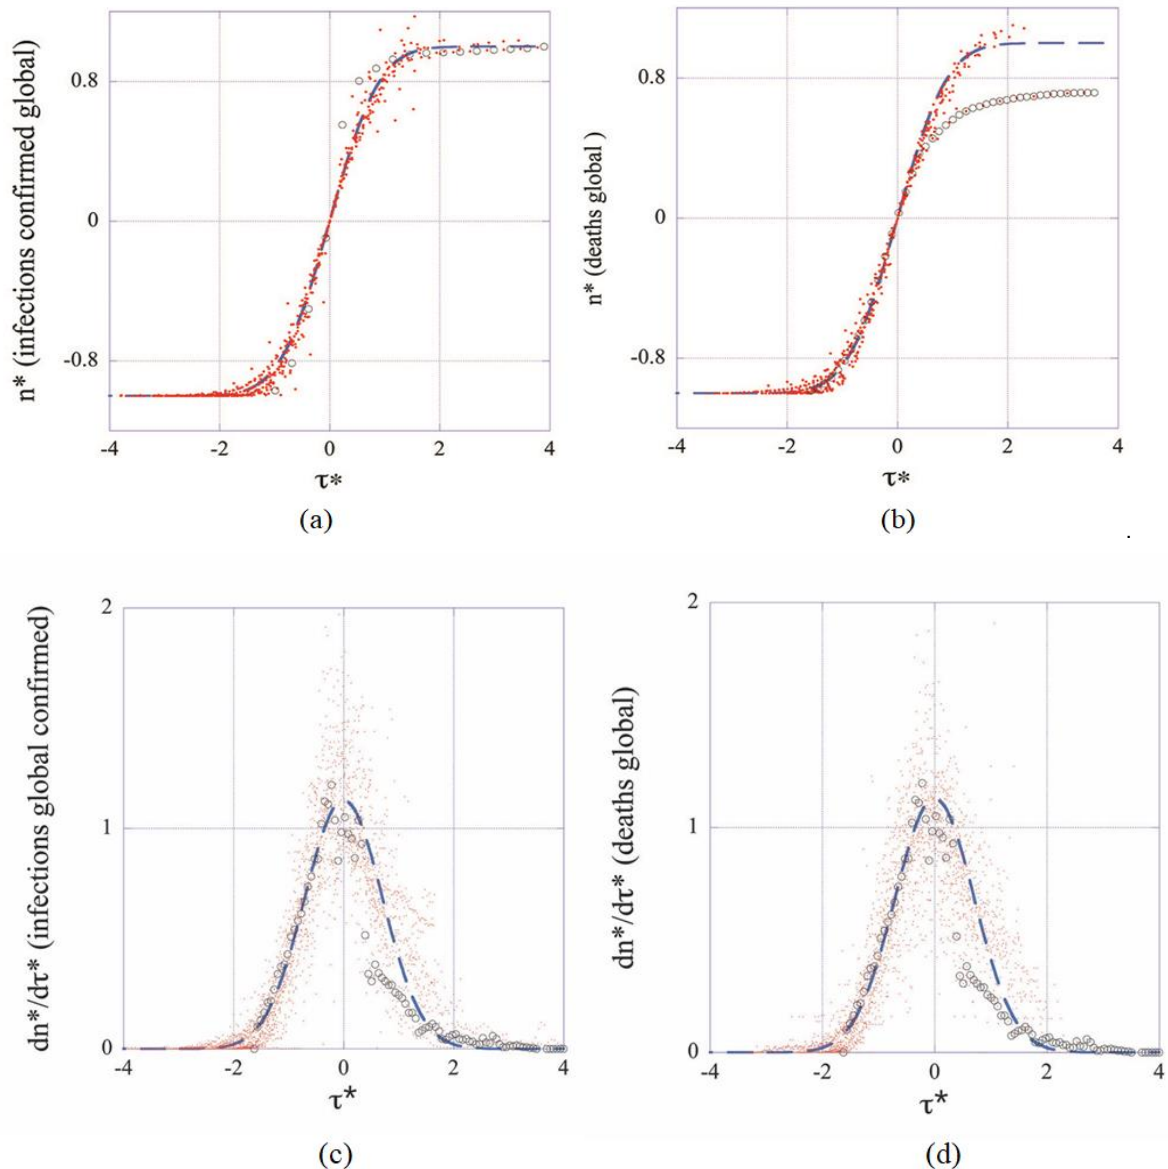 n* (infections confirmed global)
0.8
0
-0.8
-4
-2
0
2
4
τ*
(a)
n* (deaths global )
0.8
0
-0.8
-4
-2
0
2
4
τ*
(b)
.
dn*/dτ* (infections global confirmed)
2
1
0
-4
-2
0
2
4
τ*
(c)
dn*/dτ* (deaths global)
2
1
0
-4
-2
0
2
4
τ*
(d)